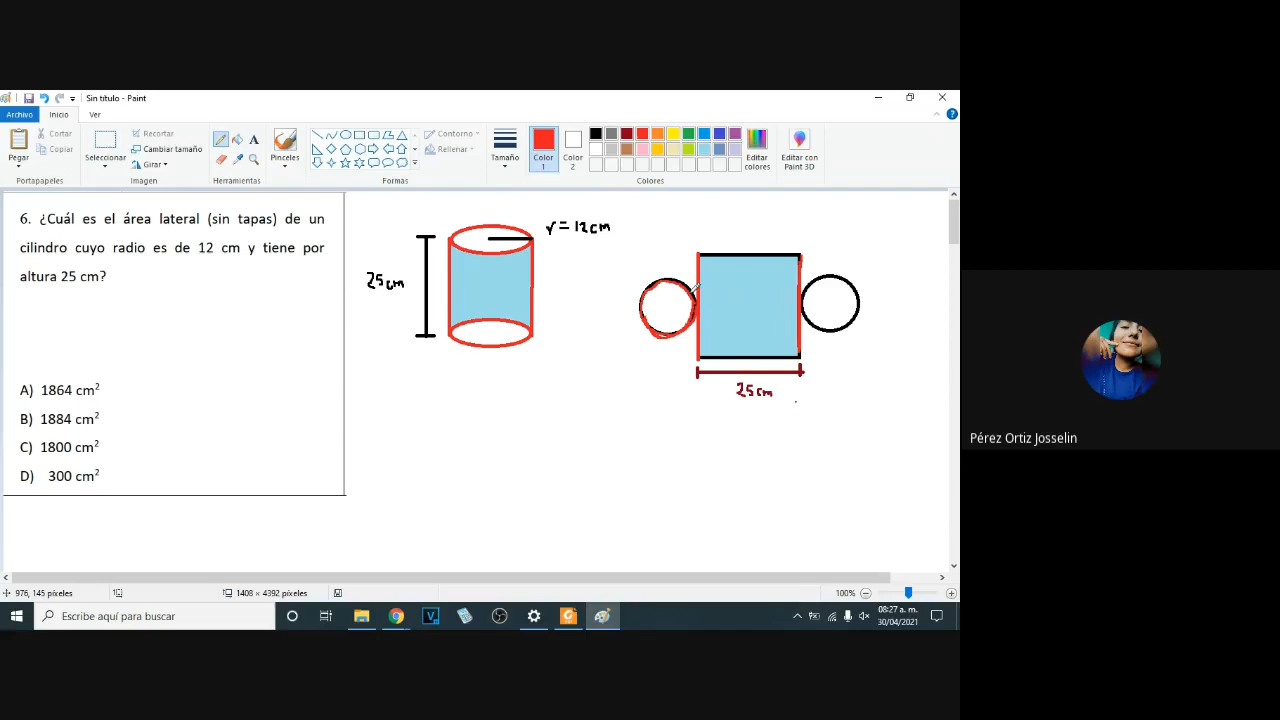 Sin título - Paint
Archivo
Inicio
Ver
Pegar
Cortar
Copiar
Portapapeles
Seleccionar
Recortar
Cambiar tamaño
Girar
Imagen
Herramientas
Pinceles
Contorno
Rellenar
Formas
Tamaño
Color 1
Color 2
Colores
Editar colores
Editar con Paint 3D
6. ¿Cuál es el área lateral (sin tapas) de un
cilindro cuyo radio es de 12 cm y tiene por
altura 25 cm?
A) 1864 cm²
B) 1884 cm²
C) 1800 cm²
D) 300 cm²
r = 12cm
25cm
25cm
Pérez Ortiz Josselin
976, 145 píxeles
1408 × 4392 píxeles
100%
Escribe aquí para buscar
08:27 a. m.
30/04/2021